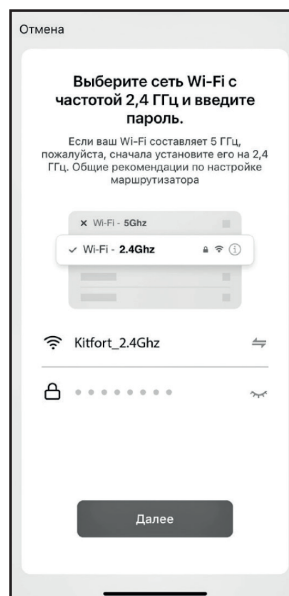 Отмена
Выберите сеть Wi-Fi с
частотой 2,4 ГГц и введите
пароль.
Если ваш Wi-Fi составляет 5 ГГц,
пожалуйста, сначала установите его на 2,4
ГГц. Общие рекомендации по настройке
маршрутизатора
Wi-Fi - 5Ghz
Wi-Fi - 2.4Ghz
Kitfort_2.4Ghz
Далее